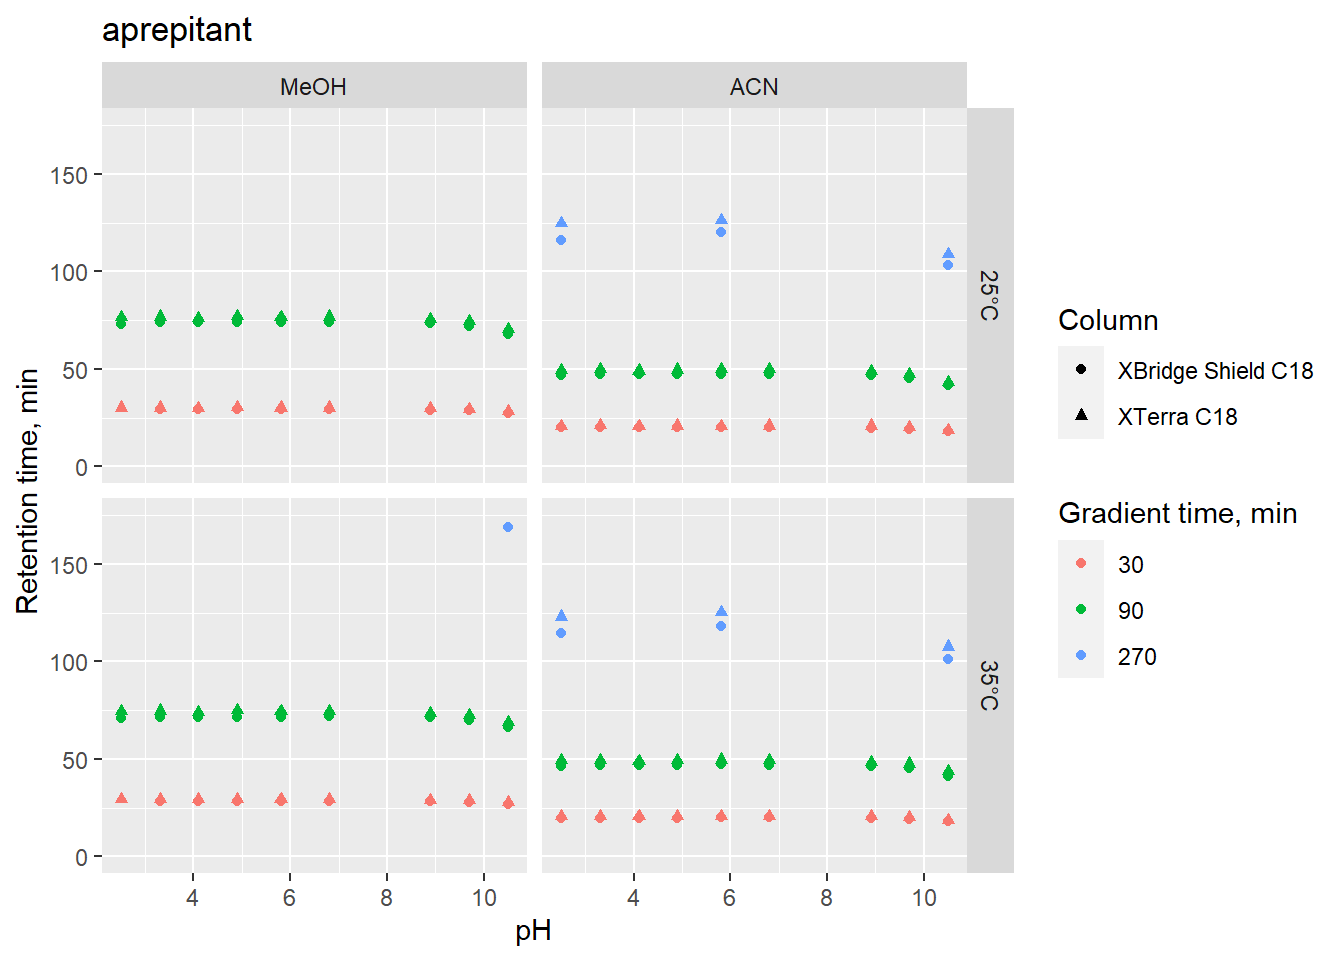 aprepitant
MeOH
ACN
150
100
50
0
25°C
150
100
50
0
35°C
4
6
8
10
4
6
8
10
pH
Retention time, min
Column
XBridge Shield C18
XTerra C18
Gradient time, min
30
90
270